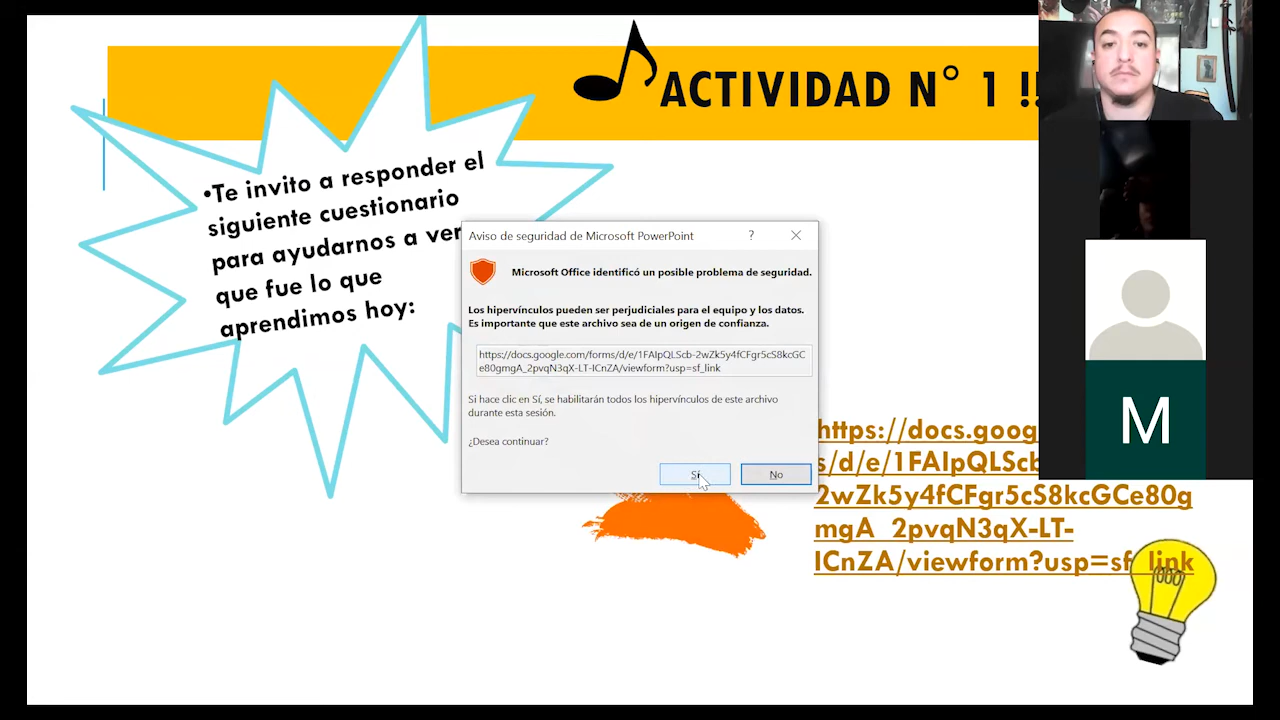 ACTIVIDAD N° 1 !!
•Te invito a responder el
siguiente cuestionario
para ayudarnos a ver
que fue lo que
aprendimos hoy:
Aviso de seguridad de Microsoft PowerPoint
?
Microsoft Office identificó un posible problema de seguridad.
Los hipervínculos pueden ser perjudiciales para el equipo y los datos.
Es importante que este archivo sea de un origen de confianza.
https://docs.google.com/forms/d/e/1FAIpQLScb-2wZk5y4fCFgr5cS8kcGC
e80gmgA_2pvqN3qX-LT-ICnZA/viewform?usp=sf_link
Si hace clic en Sí, se habilitarán todos los hipervínculos de este archivo
durante esta sesión.
¿Desea continuar?
Sí
No
https://docs.goog
s/d/e/1FAIpQLScb
2wZk5y4fCFgr5cS8kcGCe80g
mgA_2pvqN3qX-LT-
ICnZA/viewform?usp=sf_link
M